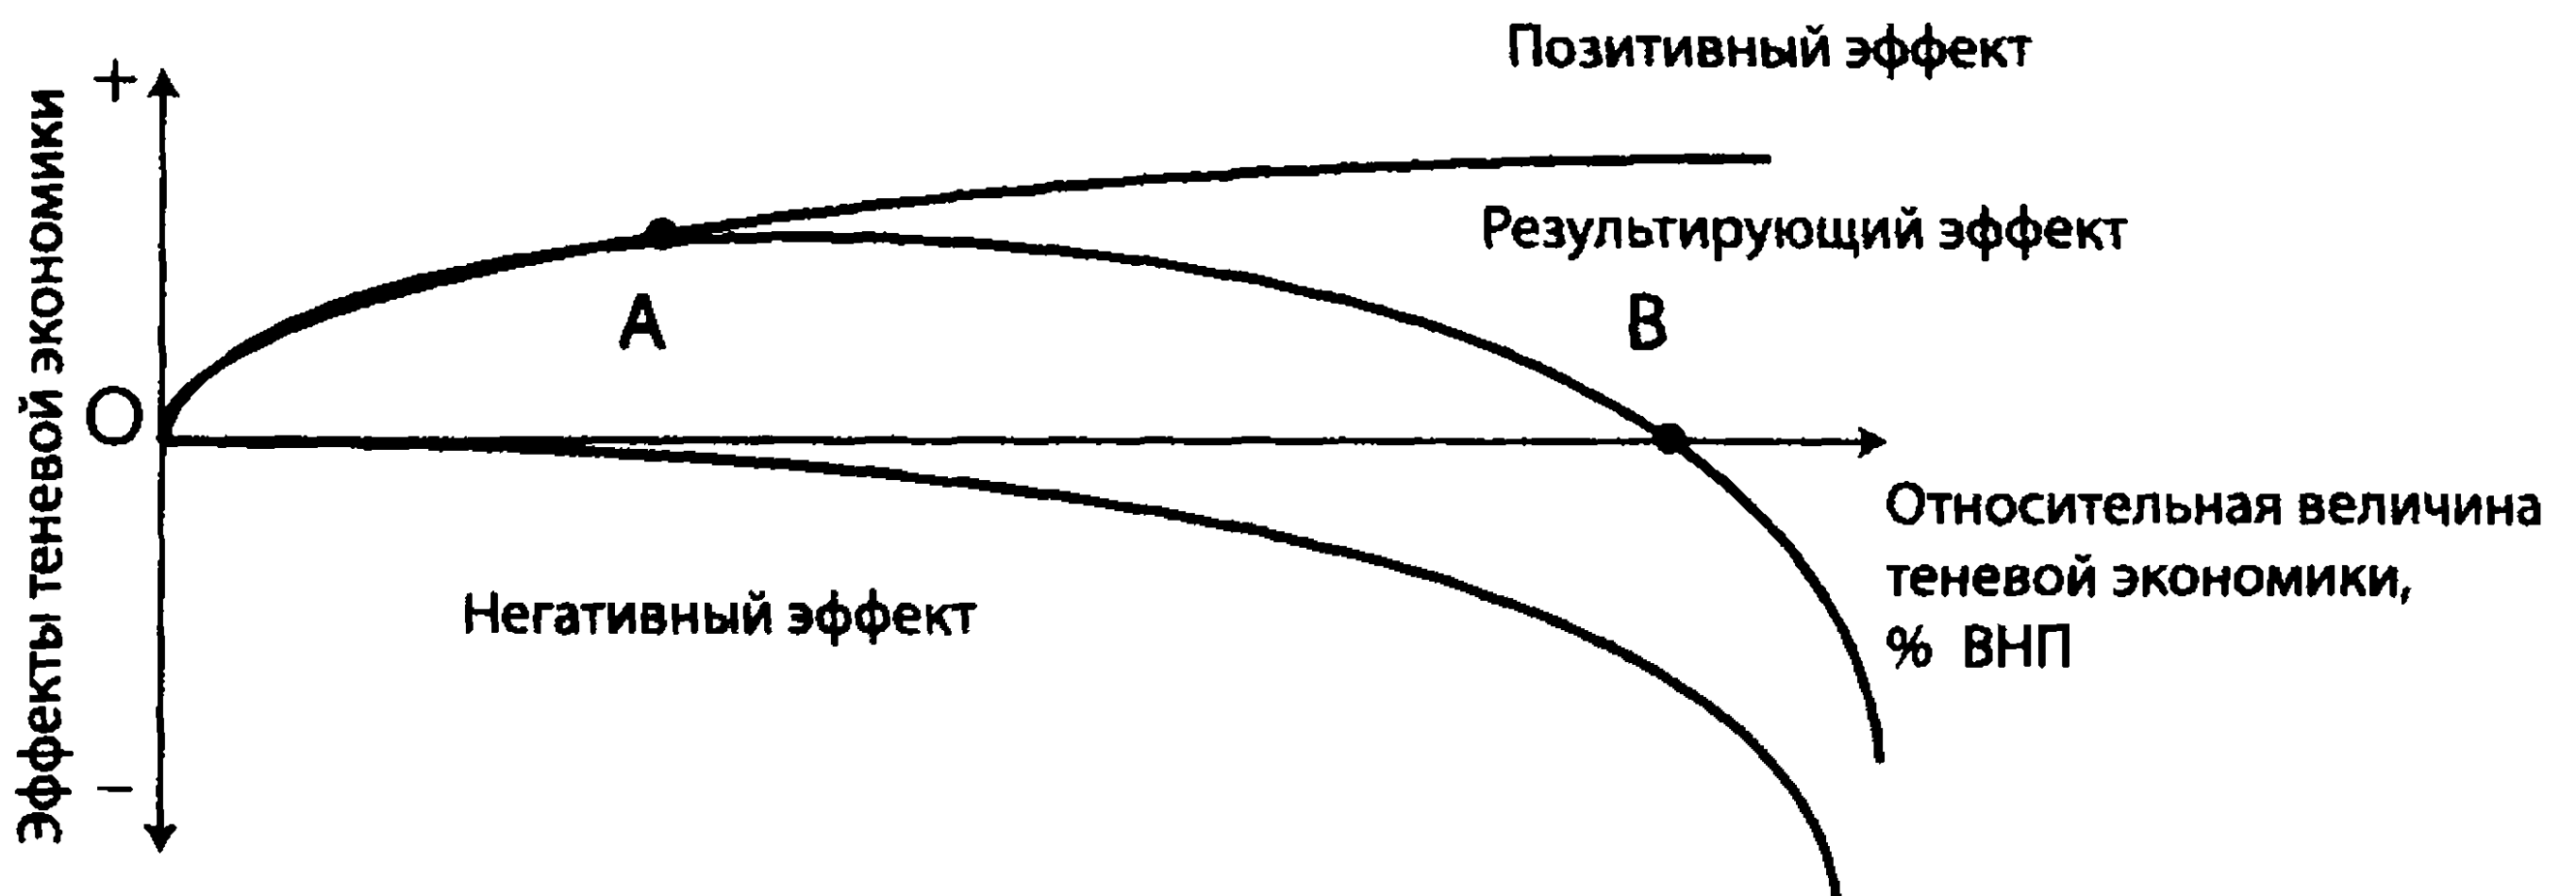 Позитивный эффект
+
Эффекты теневой экономики
Результирующий эффект
A
B
O
Относительная величина
теневой экономики,
% ВНП
Негативный эффект
−